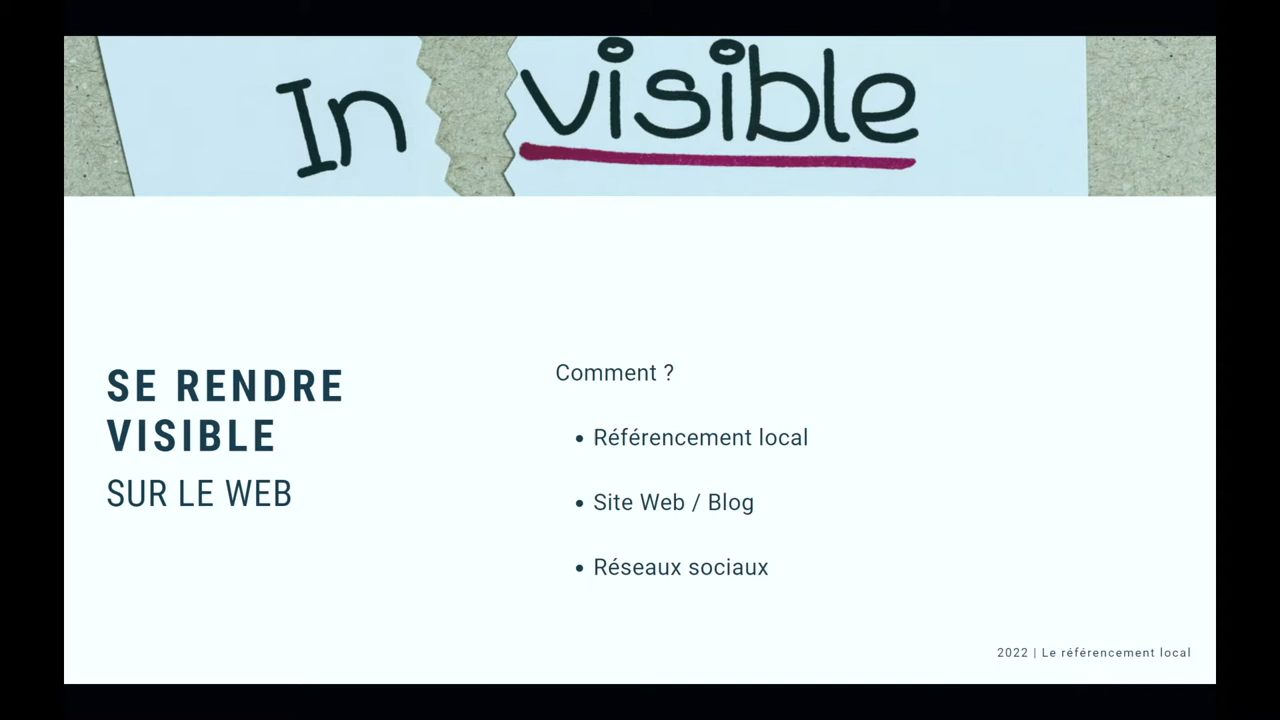 In visible
SE RENDRE
VISIBLE
SUR LE WEB
Comment ?
• Référencement local
• Site Web / Blog
• Réseaux sociaux
2022 | Le référencement local